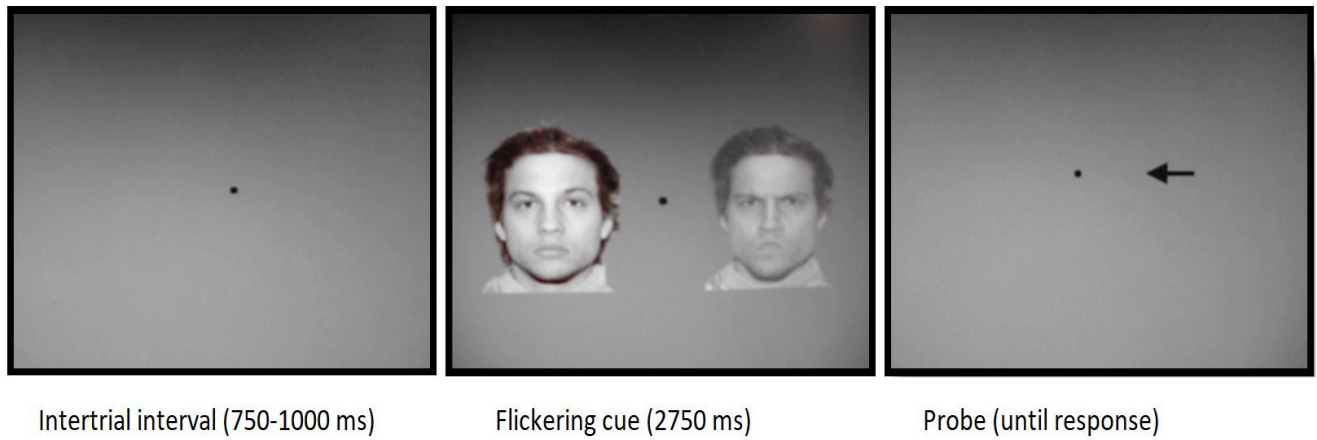 Intertrial interval (750-1000 ms)
Flickering cue (2750 ms)
Probe (until response)